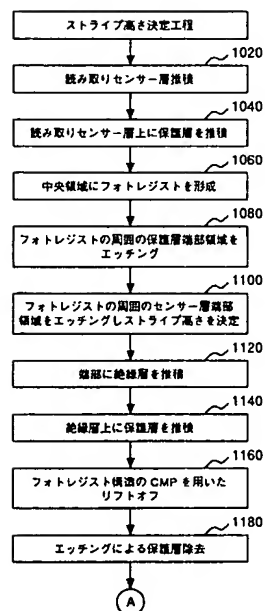 ストライプ高さ決定工程
1020
読み取りセンサー層推積
1040
読み取りセンサー層上に保護層を推積
1060
中央領域にフォトレジストを形成
1080
フォトレジストの周囲の保護層端部領域を
エッチング
1100
フォトレジストの周囲のセンサー層端部
領域をエッチングしストライプ高さを決定
1120
端部に絶縁層を推積
1140
絶縁層上に保護層を推積
1160
フォトレジスト構造の CMP を用いた
リフトオフ
1180
エッチングによる保護層除去
A